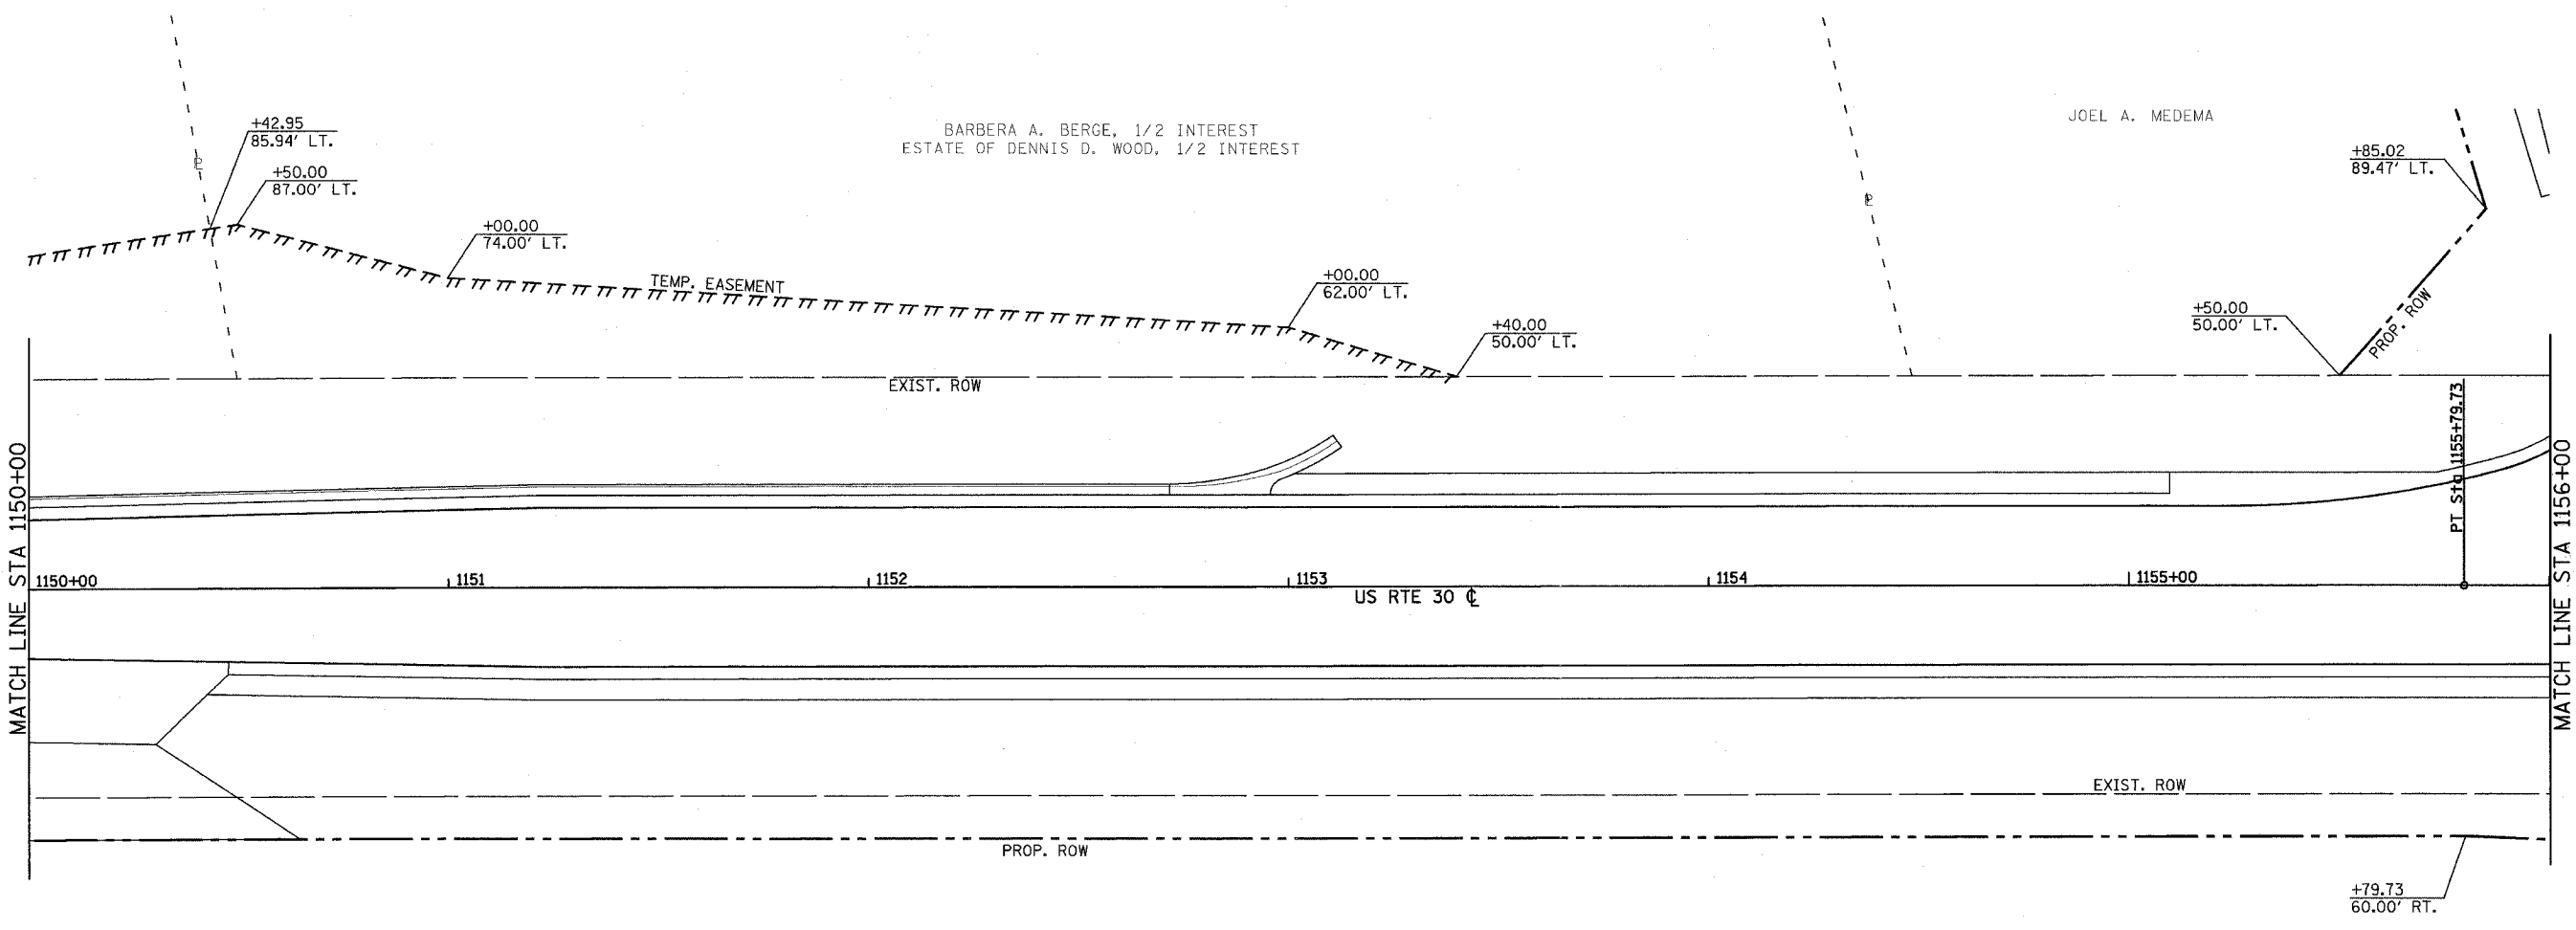 BARBERA A. BERGE, 1/2 INTEREST
ESTATE OF DENNIS D. WOOD, 1/2 INTEREST
JOEL A. MEDEMA
+42.95
85.94' LT.
+50.00
87.00' LT.
+00.00
74.00' LT.
TEMP. EASEMENT
+00.00
62.00' LT.
+40.00
50.00' LT.
+85.02
89.47' LT.
+50.00
50.00' LT.
PROP. ROW
EXIST. ROW
PT Sta 1155+79.73
MATCH LINE STA 1150+00
1150+00
1151
1152
1153
1154
1155+00
US RTE 30 ℄
MATCH LINE STA 1156+00
EXIST. ROW
PROP. ROW
+79.73
60.00' RT.